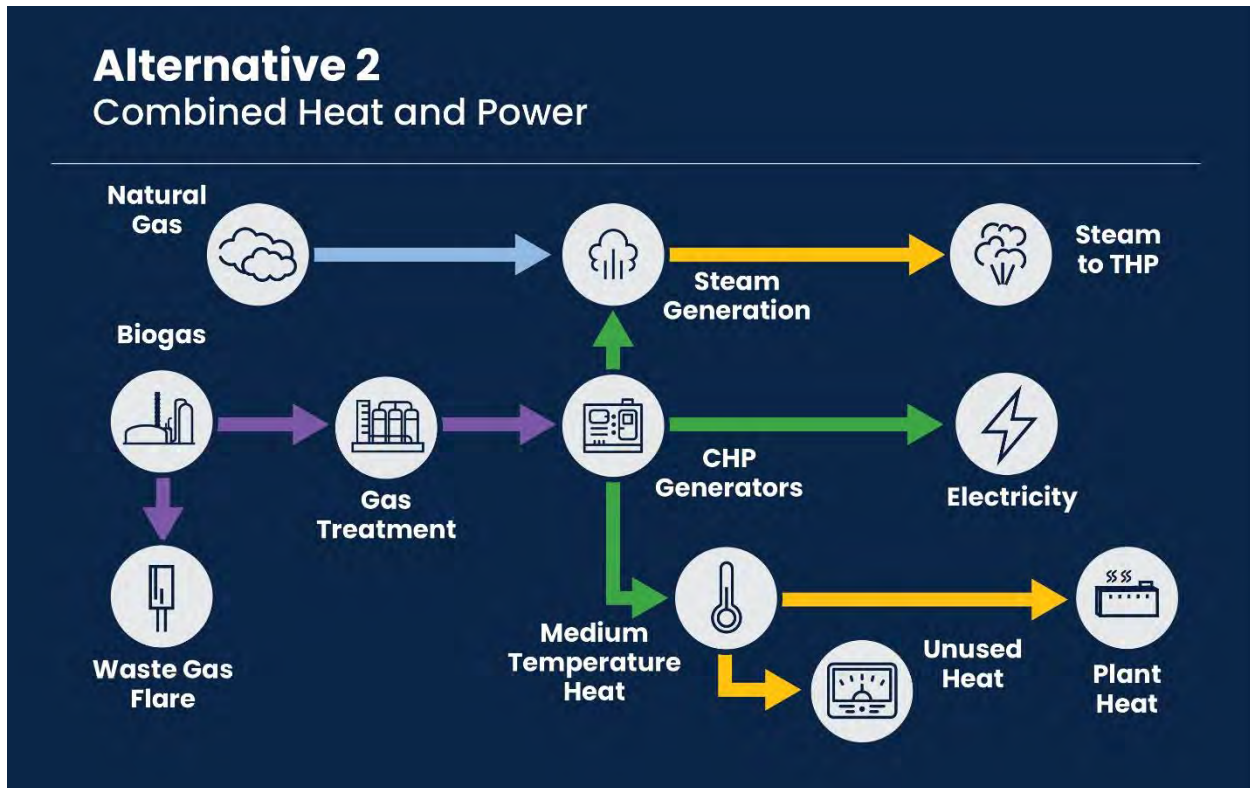 Alternative 2
Combined Heat and Power
Natural
Gas
Steam
Generation
Steam
to THP
Biogas
Gas
Treatment
CHP
Generators
Electricity
Waste Gas
Flare
Medium
Temperature
Heat
Unused
Heat
Plant
Heat